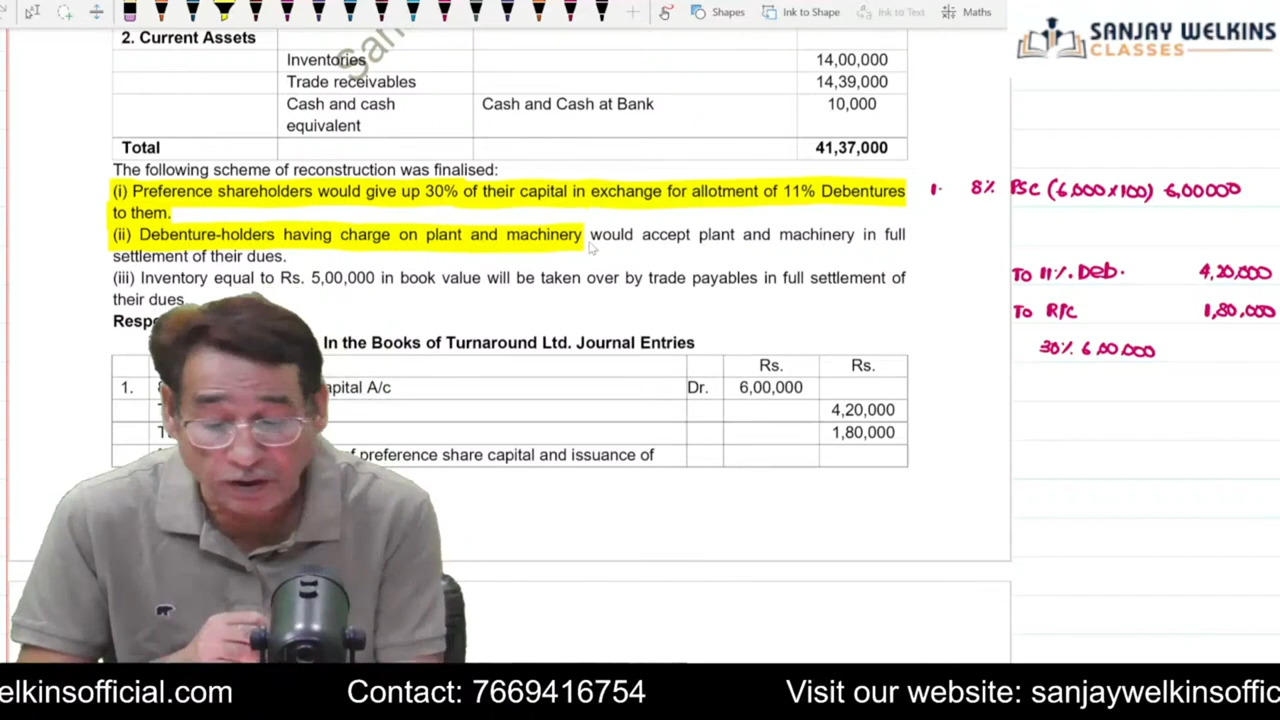 Shapes Ink to Shape Ink to Text Maths
SANJAY WELKINS
CLASSES
2. Current Assets
Inventories 14,00,000
Trade receivables 14,39,000
Cash and cash Cash and Cash at Bank 10,000
equivalent
Total 41,37,000
The following scheme of reconstruction was finalised:
(i) Preference shareholders would give up 30% of their capital in exchange for allotment of 11% Debentures
to them.
(ii) Debenture-holders having charge on plant and machinery would accept plant and machinery in full
settlement of their dues.
(iii) Inventory equal to Rs. 5,00,000 in book value will be taken over by trade payables in full settlement of
their dues
In the Books of Turnaround Ltd. Journal Entries
Rs. Rs.
1. apital A/c Dr. 6,00,000
4,20,000
1,80,000
of preference share capital and issuance of
1. 8% PSC (6,000×100) 6,00000
To 11% Deb. 4,20,000
To RPC 1,80,000
30% 6,00,000
elkinsofficial.com Contact: 7669416754 Visit our website: sanjaywelkinsoffic